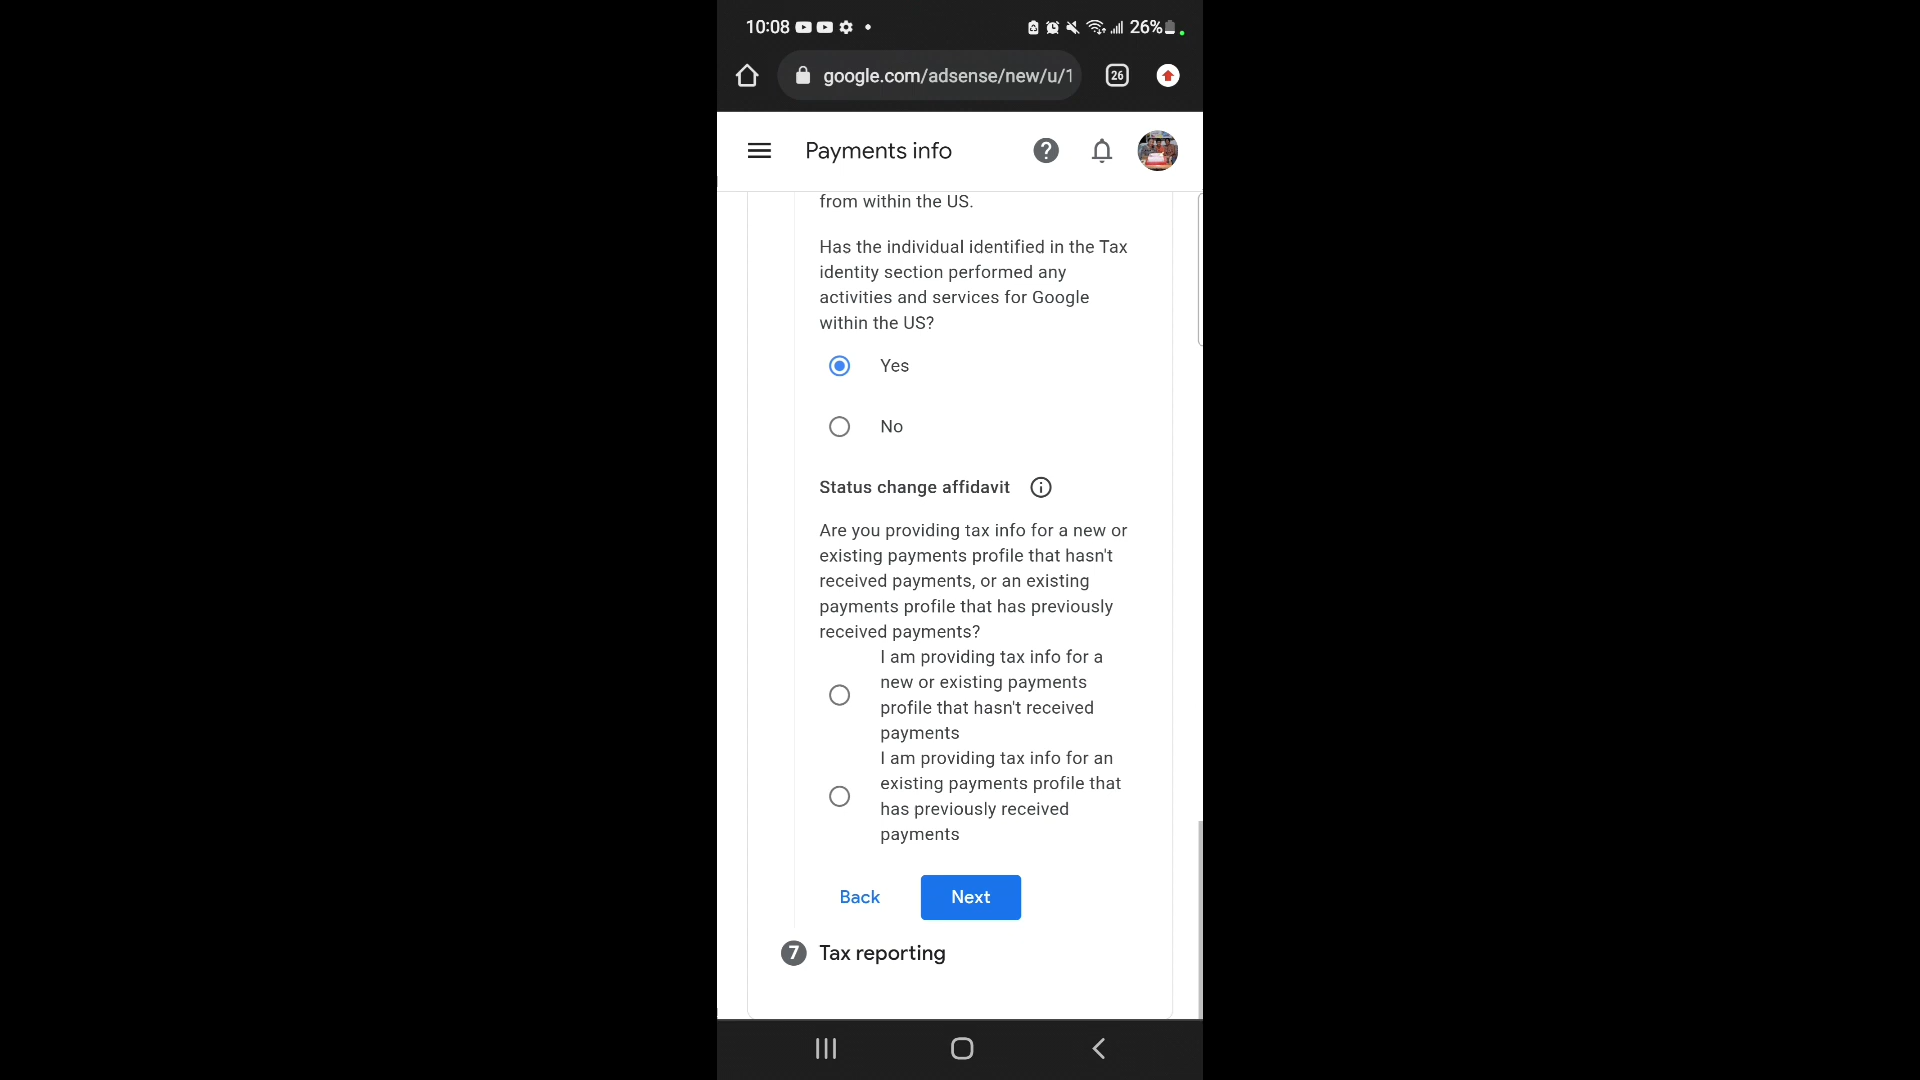 10:08
26%
google.com/adsense/new/u/1
26
Payments info
from within the US.
Has the individual identified in the Tax
identity section performed any
activities and services for Google
within the US?
Yes
No
Status change affidavit
Are you providing tax info for a new or
existing payments profile that hasn't
received payments, or an existing
payments profile that has previously
received payments?
I am providing tax info for a
new or existing payments
profile that hasn't received
payments
I am providing tax info for an
existing payments profile that
has previously received
payments
Back
Next
7 Tax reporting